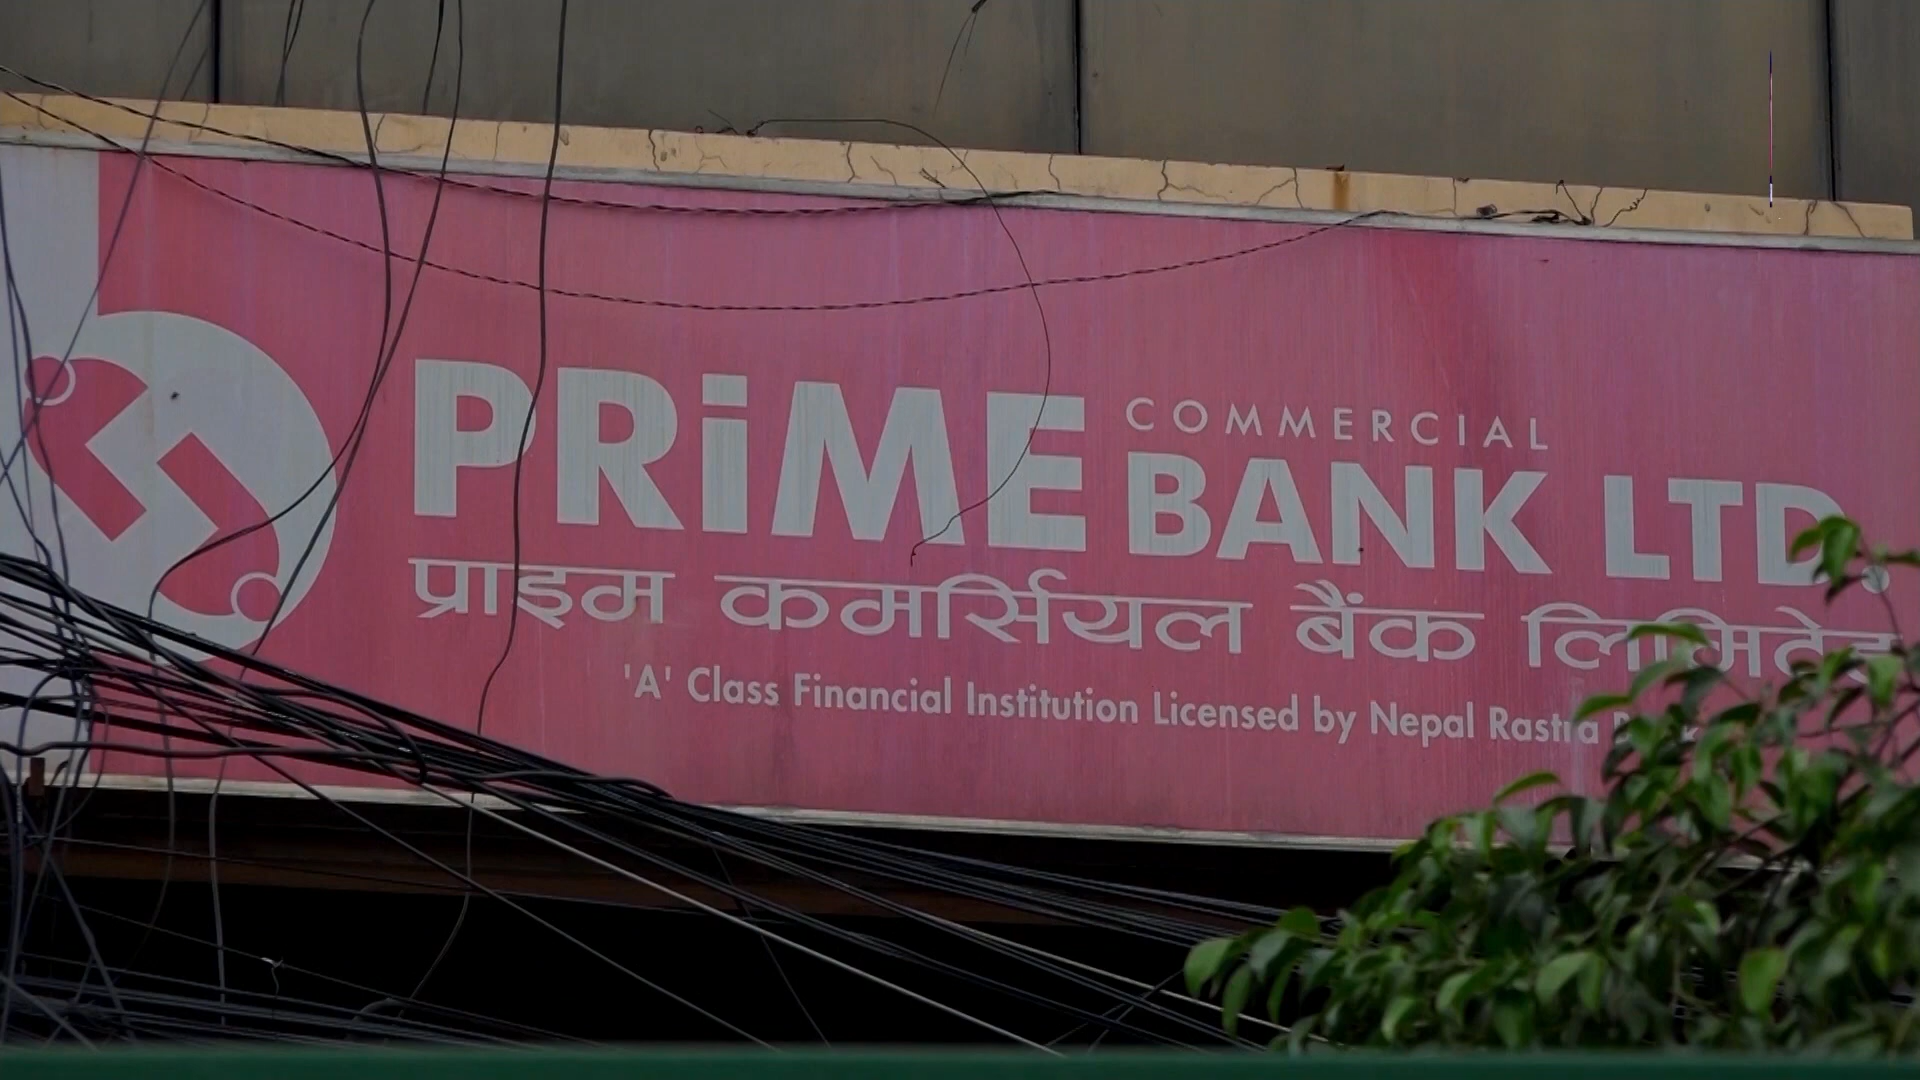 PRiME COMMERCIAL BANK LTD.
प्राइम कमर्सियल बैंक लिमिटेड
'A' Class Financial Institution Licensed by Nepal Rastra